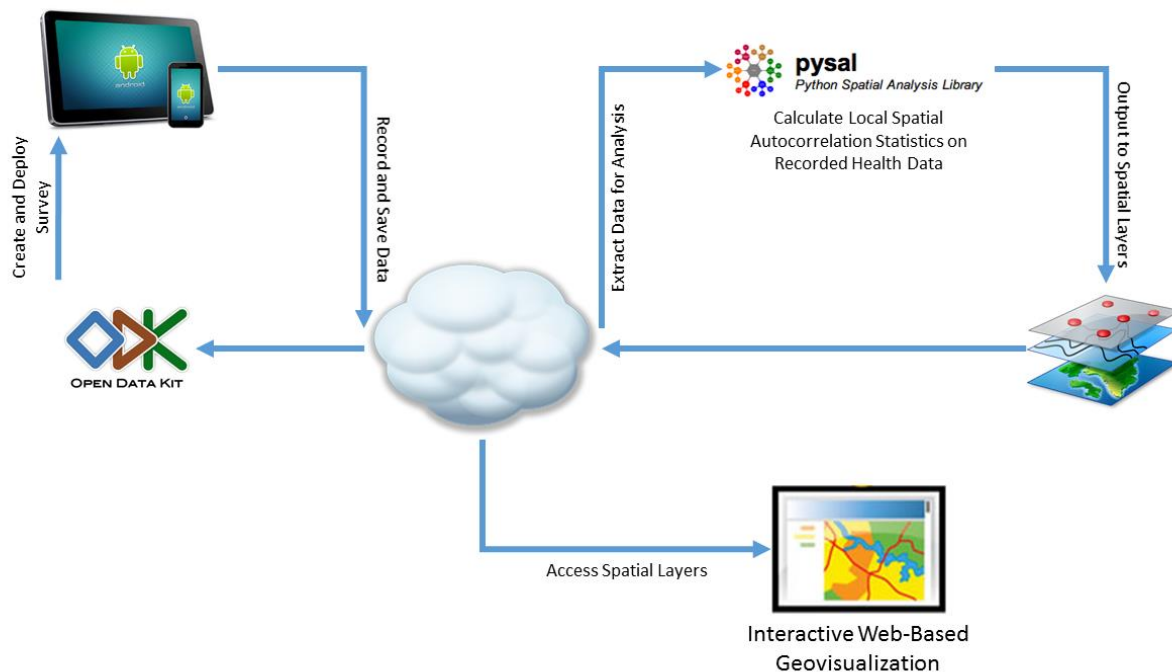 android
android
pysal
Python Spatial Analysis Library
Calculate Local Spatial
Autocorrelation Statistics on
Recorded Health Data
Create and Deploy
Survey
Record and Save Data
Extract Data for Analysis
Output to Spatial Layers
OPEN DATA KIT
Access Spatial Layers
Interactive Web-Based
Geovisualization